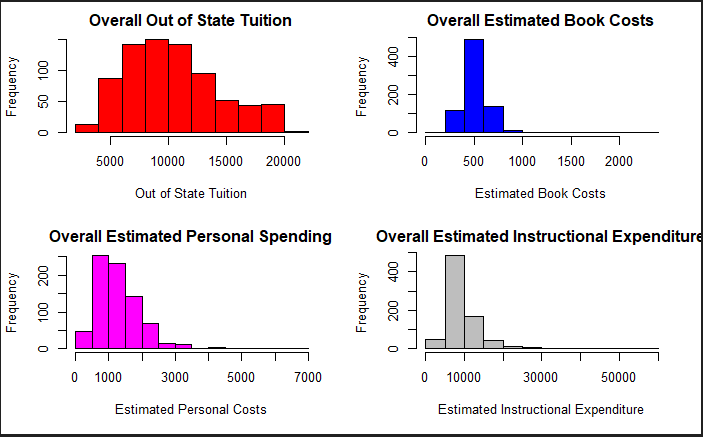 Overall Out of State Tuition
Frequency
0 50 100
5000 10000 15000 20000
Out of State Tuition
Overall Estimated Book Costs
Frequency
0 200 400
0 500 1000 1500 2000
Estimated Book Costs
Overall Estimated Personal Spending
Frequency
0 100 200
0 1000 3000 5000 7000
Estimated Personal Costs
Overall Estimated Instructional Expenditure
Frequency
0 200 400
0 10000 30000 50000
Estimated Instructional Expenditure